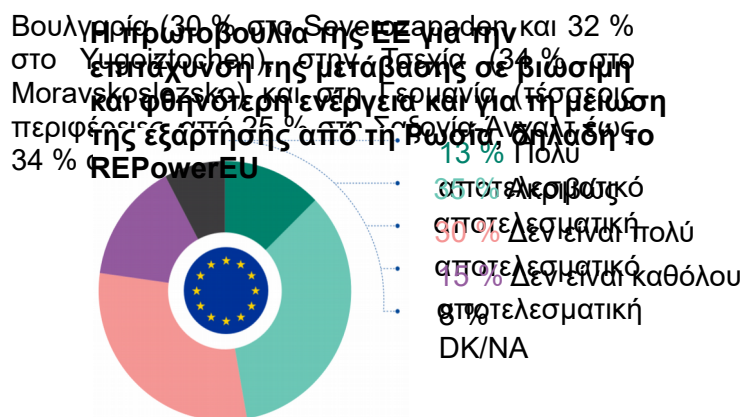 Βουλγαρία (30 % στο Severozapaden και 32 %
στο Yugoiztochen), στην Τσεχία (34 % στο
Moravskoslezsko) και στη Γερμανία (τέσσερις
περιφέρειες, από 25 % στη Σαξονία-Άνχαλτ έως
34 %
Η πρωτοβουλία της ΕΕ για την
επιτάχυνση της μετάβασης σε βιώσιμη
και φθηνότερη ενέργεια και για τη μείωση
της εξάρτησης από τη Ρωσία, δηλαδή το
REPowerEU
13 % Πολύ
αποτελεσματικό
35 % Ακριβώς
αποτελεσματική
30 % Δεν είναι πολύ
αποτελεσματικό
15 % Δεν είναι καθόλου
αποτελεσματική
8 %
DK/NA